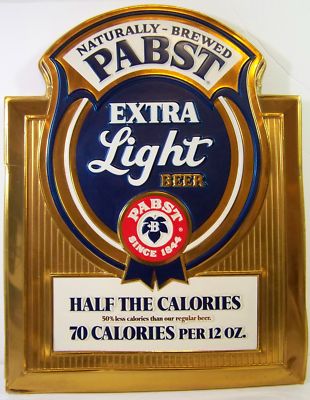 NATURALLY-BREWED
PABST
EXTRA
Light
BEER
PABST
B
®
SINCE 1844
HALF THE CALORIES
50% less calories than our regular beer.
70 CALORIES PER 12 OZ.